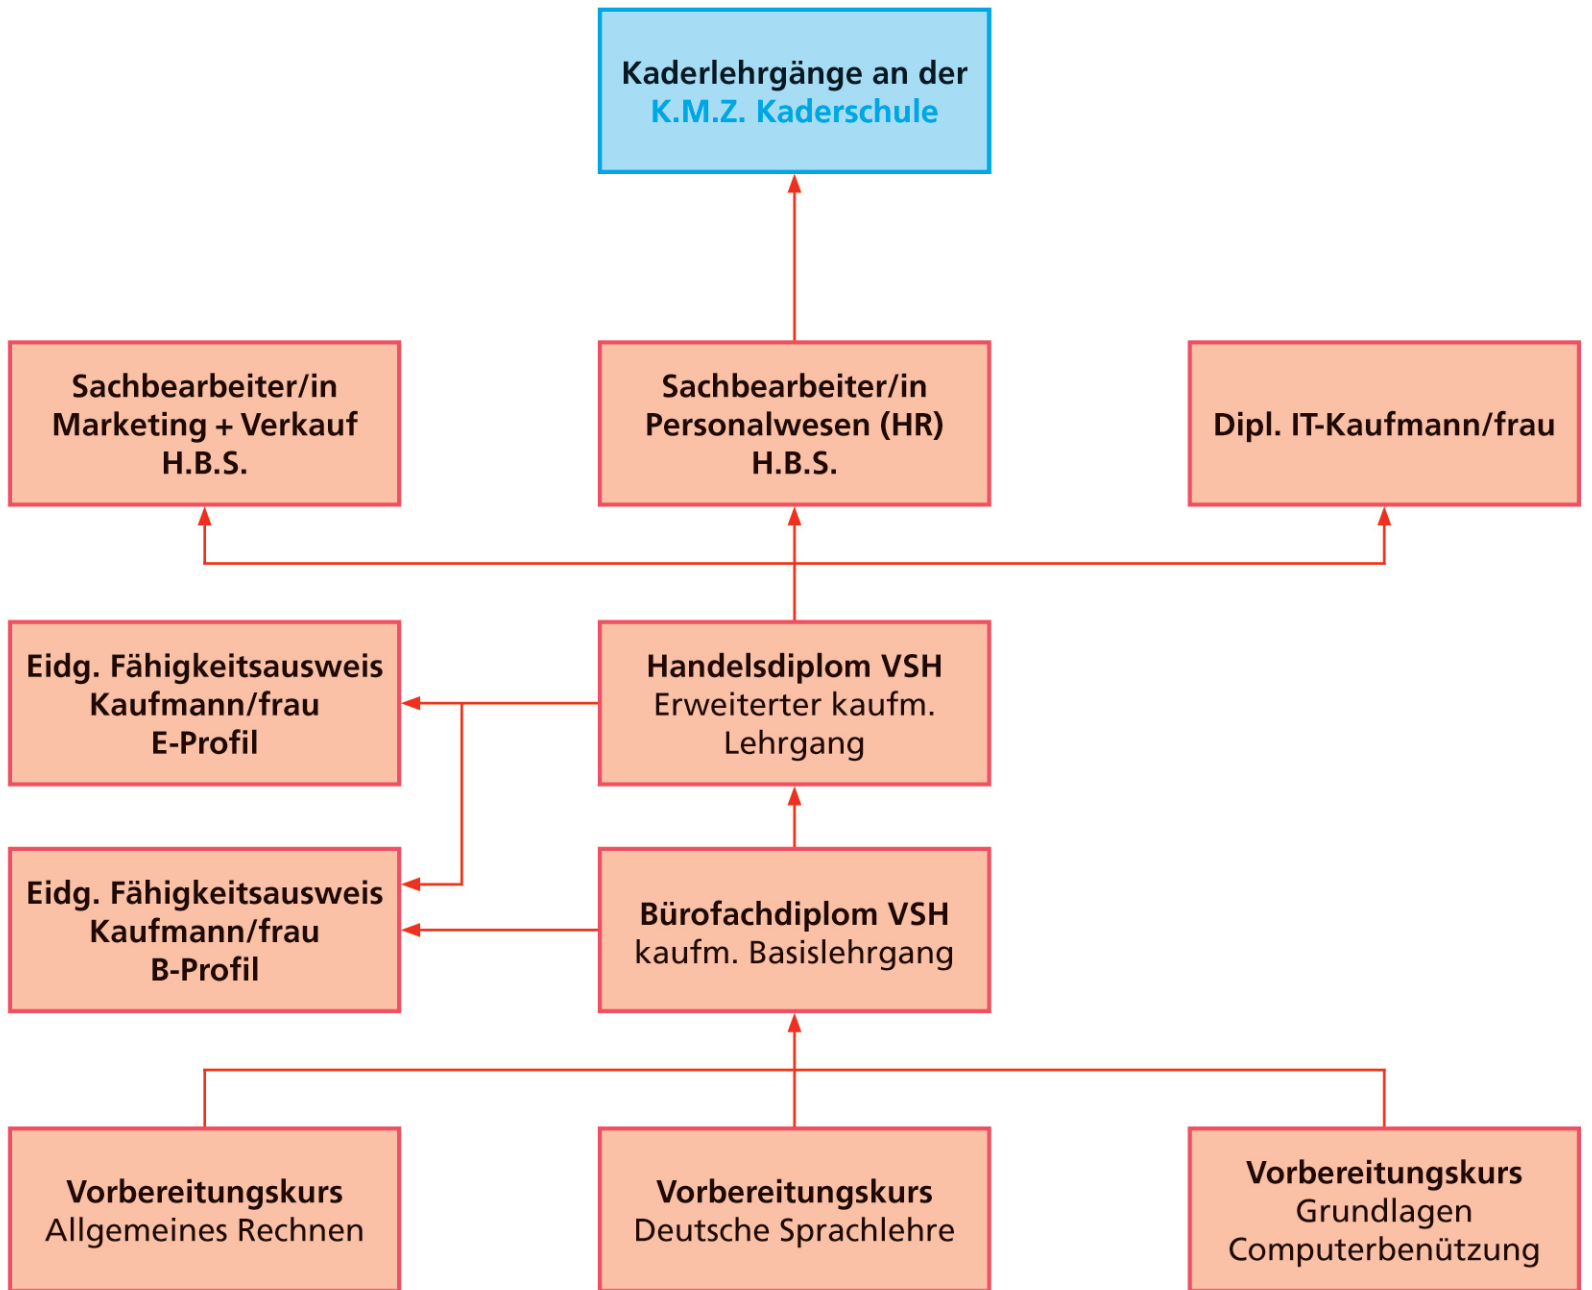 Kaderlehrgänge an der
K.M.Z. Kaderschule
Sachbearbeiter/in
Marketing + Verkauf
H.B.S.
Sachbearbeiter/in
Personalwesen (HR)
H.B.S.
Dipl. IT-Kaufmann/frau
Eidg. Fähigkeitsausweis
Kaufmann/frau
E-Profil
Handelsdiplom VSH
Erweiterter kaufm.
Lehrgang
Eidg. Fähigkeitsausweis
Kaufmann/frau
B-Profil
Bürofachdiplom VSH
kaufm. Basislehrgang
Vorbereitungskurs
Allgemeines Rechnen
Vorbereitungskurs
Deutsche Sprachlehre
Vorbereitungskurs
Grundlagen
Computerbenützung